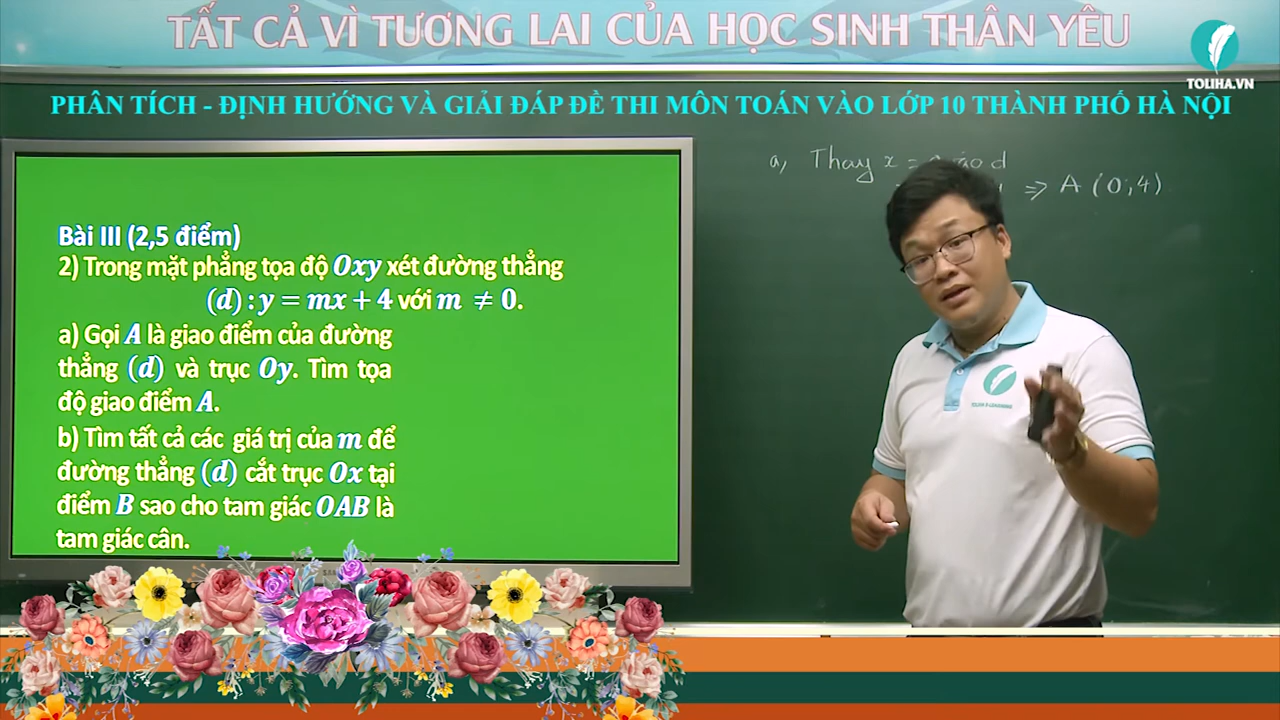 TẤT CẢ VÌ TƯƠNG LAI CỦA HỌC SINH THÂN YÊU
TOLIHA.VN
PHÂN TÍCH - ĐỊNH HƯỚNG VÀ GIẢI ĐÁP ĐỀ THI MÔN TOÁN VÀO LỚP 10 THÀNH PHỐ HÀ NỘI
Bài III (2,5 điểm)
2) Trong mặt phẳng tọa độ Oxy xét đường thẳng
(d) : y = mx + 4 với m ≠ 0.
a) Gọi A là giao điểm của đường
thẳng (d) và trục Oy. Tìm tọa
độ giao điểm A.
b) Tìm tất cả các giá trị của m để
đường thẳng (d) cắt trục Ox tại
điểm B sao cho tam giác OAB là
tam giác cân.
a, Thay x = d
⇒ A (0;4)